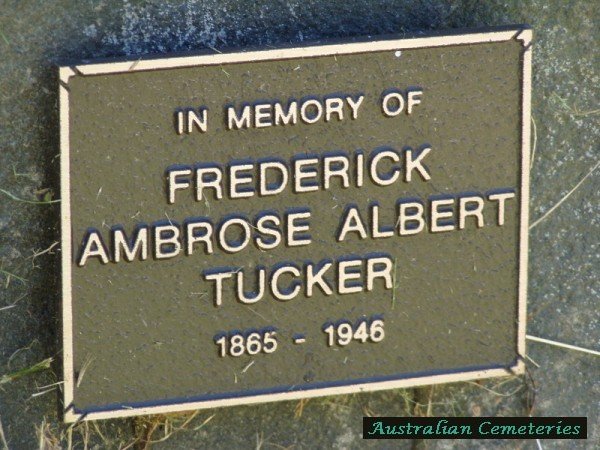 IN MEMORY OF
FREDERICK
AMBROSE ALBERT
TUCKER
1865 - 1946
Australian Cemeteries